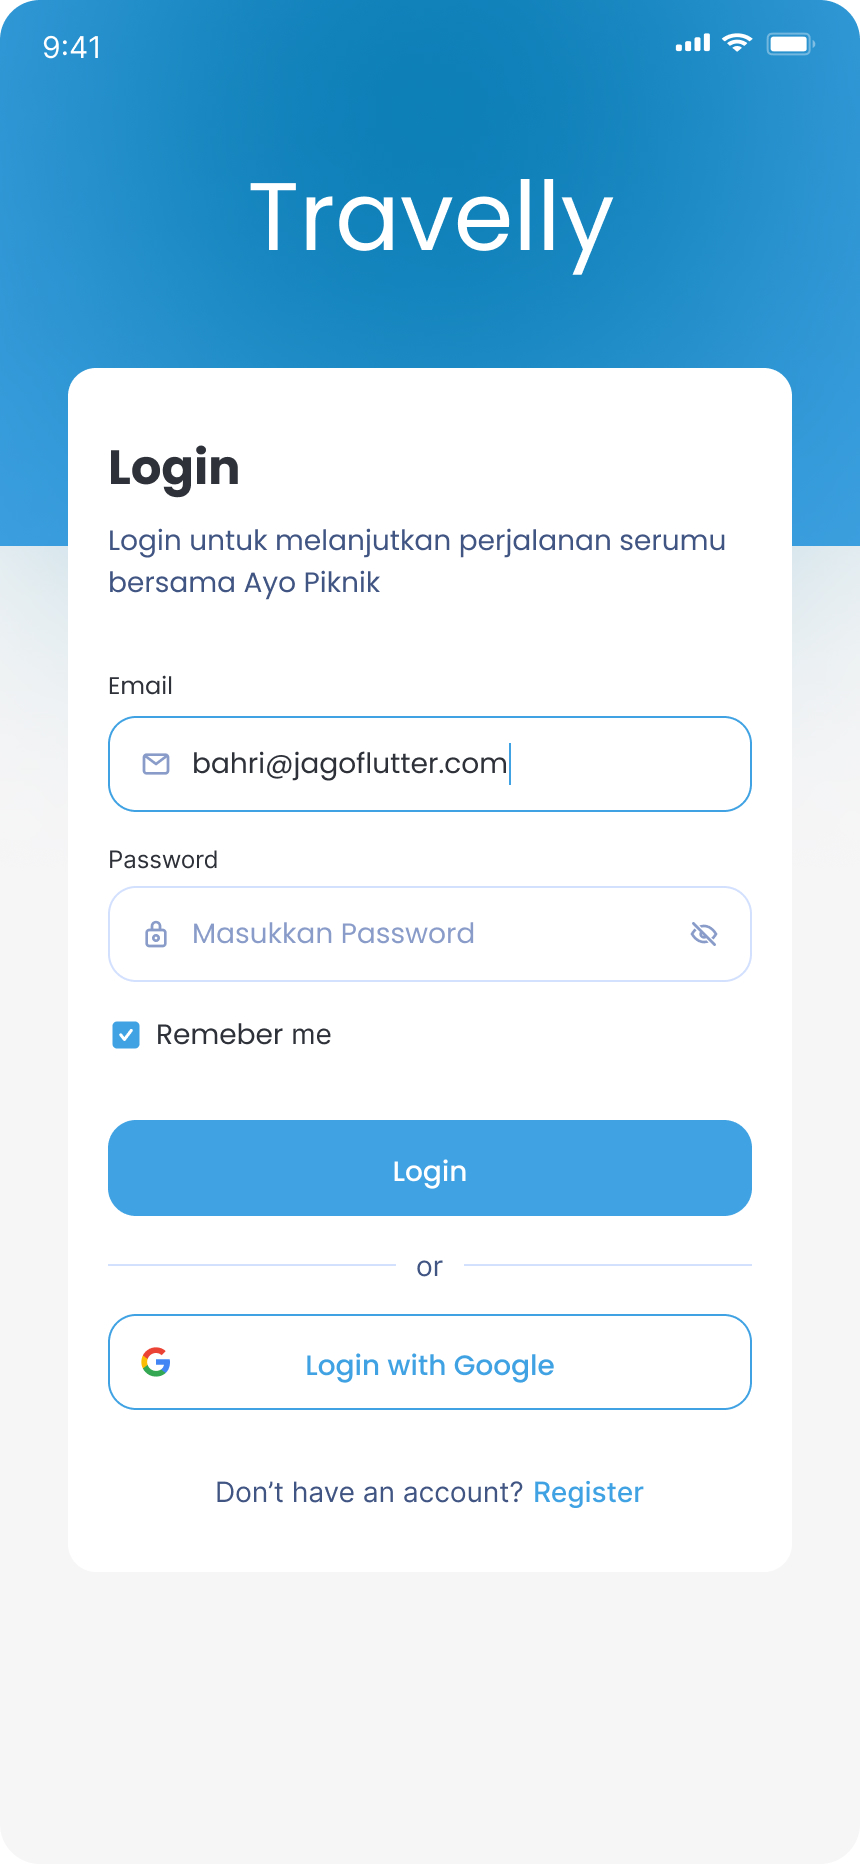 9:41
Travelly
Login
Login untuk melanjutkan perjalanan serumu
bersama Ayo Piknik
Email
bahri@jagoflutter.com
Password
Masukkan Password
Remeber me
Login
or
Login with Google
Don’t have an account? Register